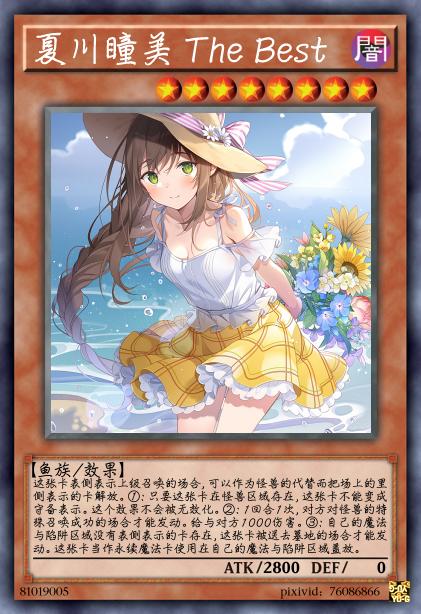 夏川瞳美 The Best
闇
【鱼族/效果】
这张卡表侧表示上级召唤的场合，可以作为怪兽的代替而把场上的里
侧表示的卡解放。①：只要这张卡在怪兽区域存在，这张卡不能变成
守备表示。这个效果不会被无效化。②：1回合1次，对方对怪兽的特
殊召唤成功的场合才能发动。给与对方1000伤害。③：自己的魔法
与陷阱区域没有表侧表示的卡存在，这张卡被送去墓地的场合才能发
动。这张卡当作永续魔法卡使用在自己的魔法与陷阱区域盖放。
ATK/2800 DEF/ 0
81019005 pixivid: 76086866